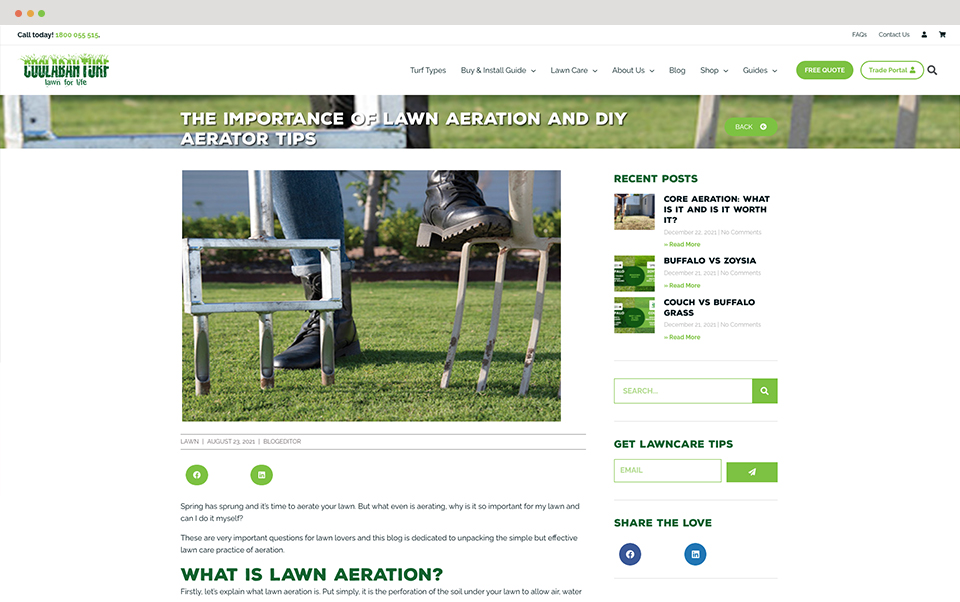 Call today! 1800 055 515.
FAQs Contact Us
COOLABAH TURF
lawn for life
Turf Types Buy & Install Guide Lawn Care About Us Blog Shop Guides FREE QUOTE Trade Portal
THE IMPORTANCE OF LAWN AERATION AND DIY
AERATOR TIPS
BACK
LAWN | AUGUST 23, 2021 | BLOGEDITOR
Spring has sprung and it's time to aerate your lawn. But what even is aerating, why is it so important for my lawn and
can I do it myself?
These are very important questions for lawn lovers and this blog is dedicated to unpacking the simple but effective
lawn care practice of aeration.
WHAT IS LAWN AERATION?
Firstly, let's explain what lawn aeration is. Put simply, it is the perforation of the soil under your lawn to allow air, water
RECENT POSTS
CORE AERATION: WHAT
IS IT AND IS IT WORTH
IT?
December 22, 2021 | No Comments
» Read More
BUFFALO VS ZOYSIA
December 21, 2021 | No Comments
» Read More
COUCH VS BUFFALO
GRASS
December 21, 2021 | No Comments
» Read More
SEARCH...
GET LAWNCARE TIPS
EMAIL
SHARE THE LOVE